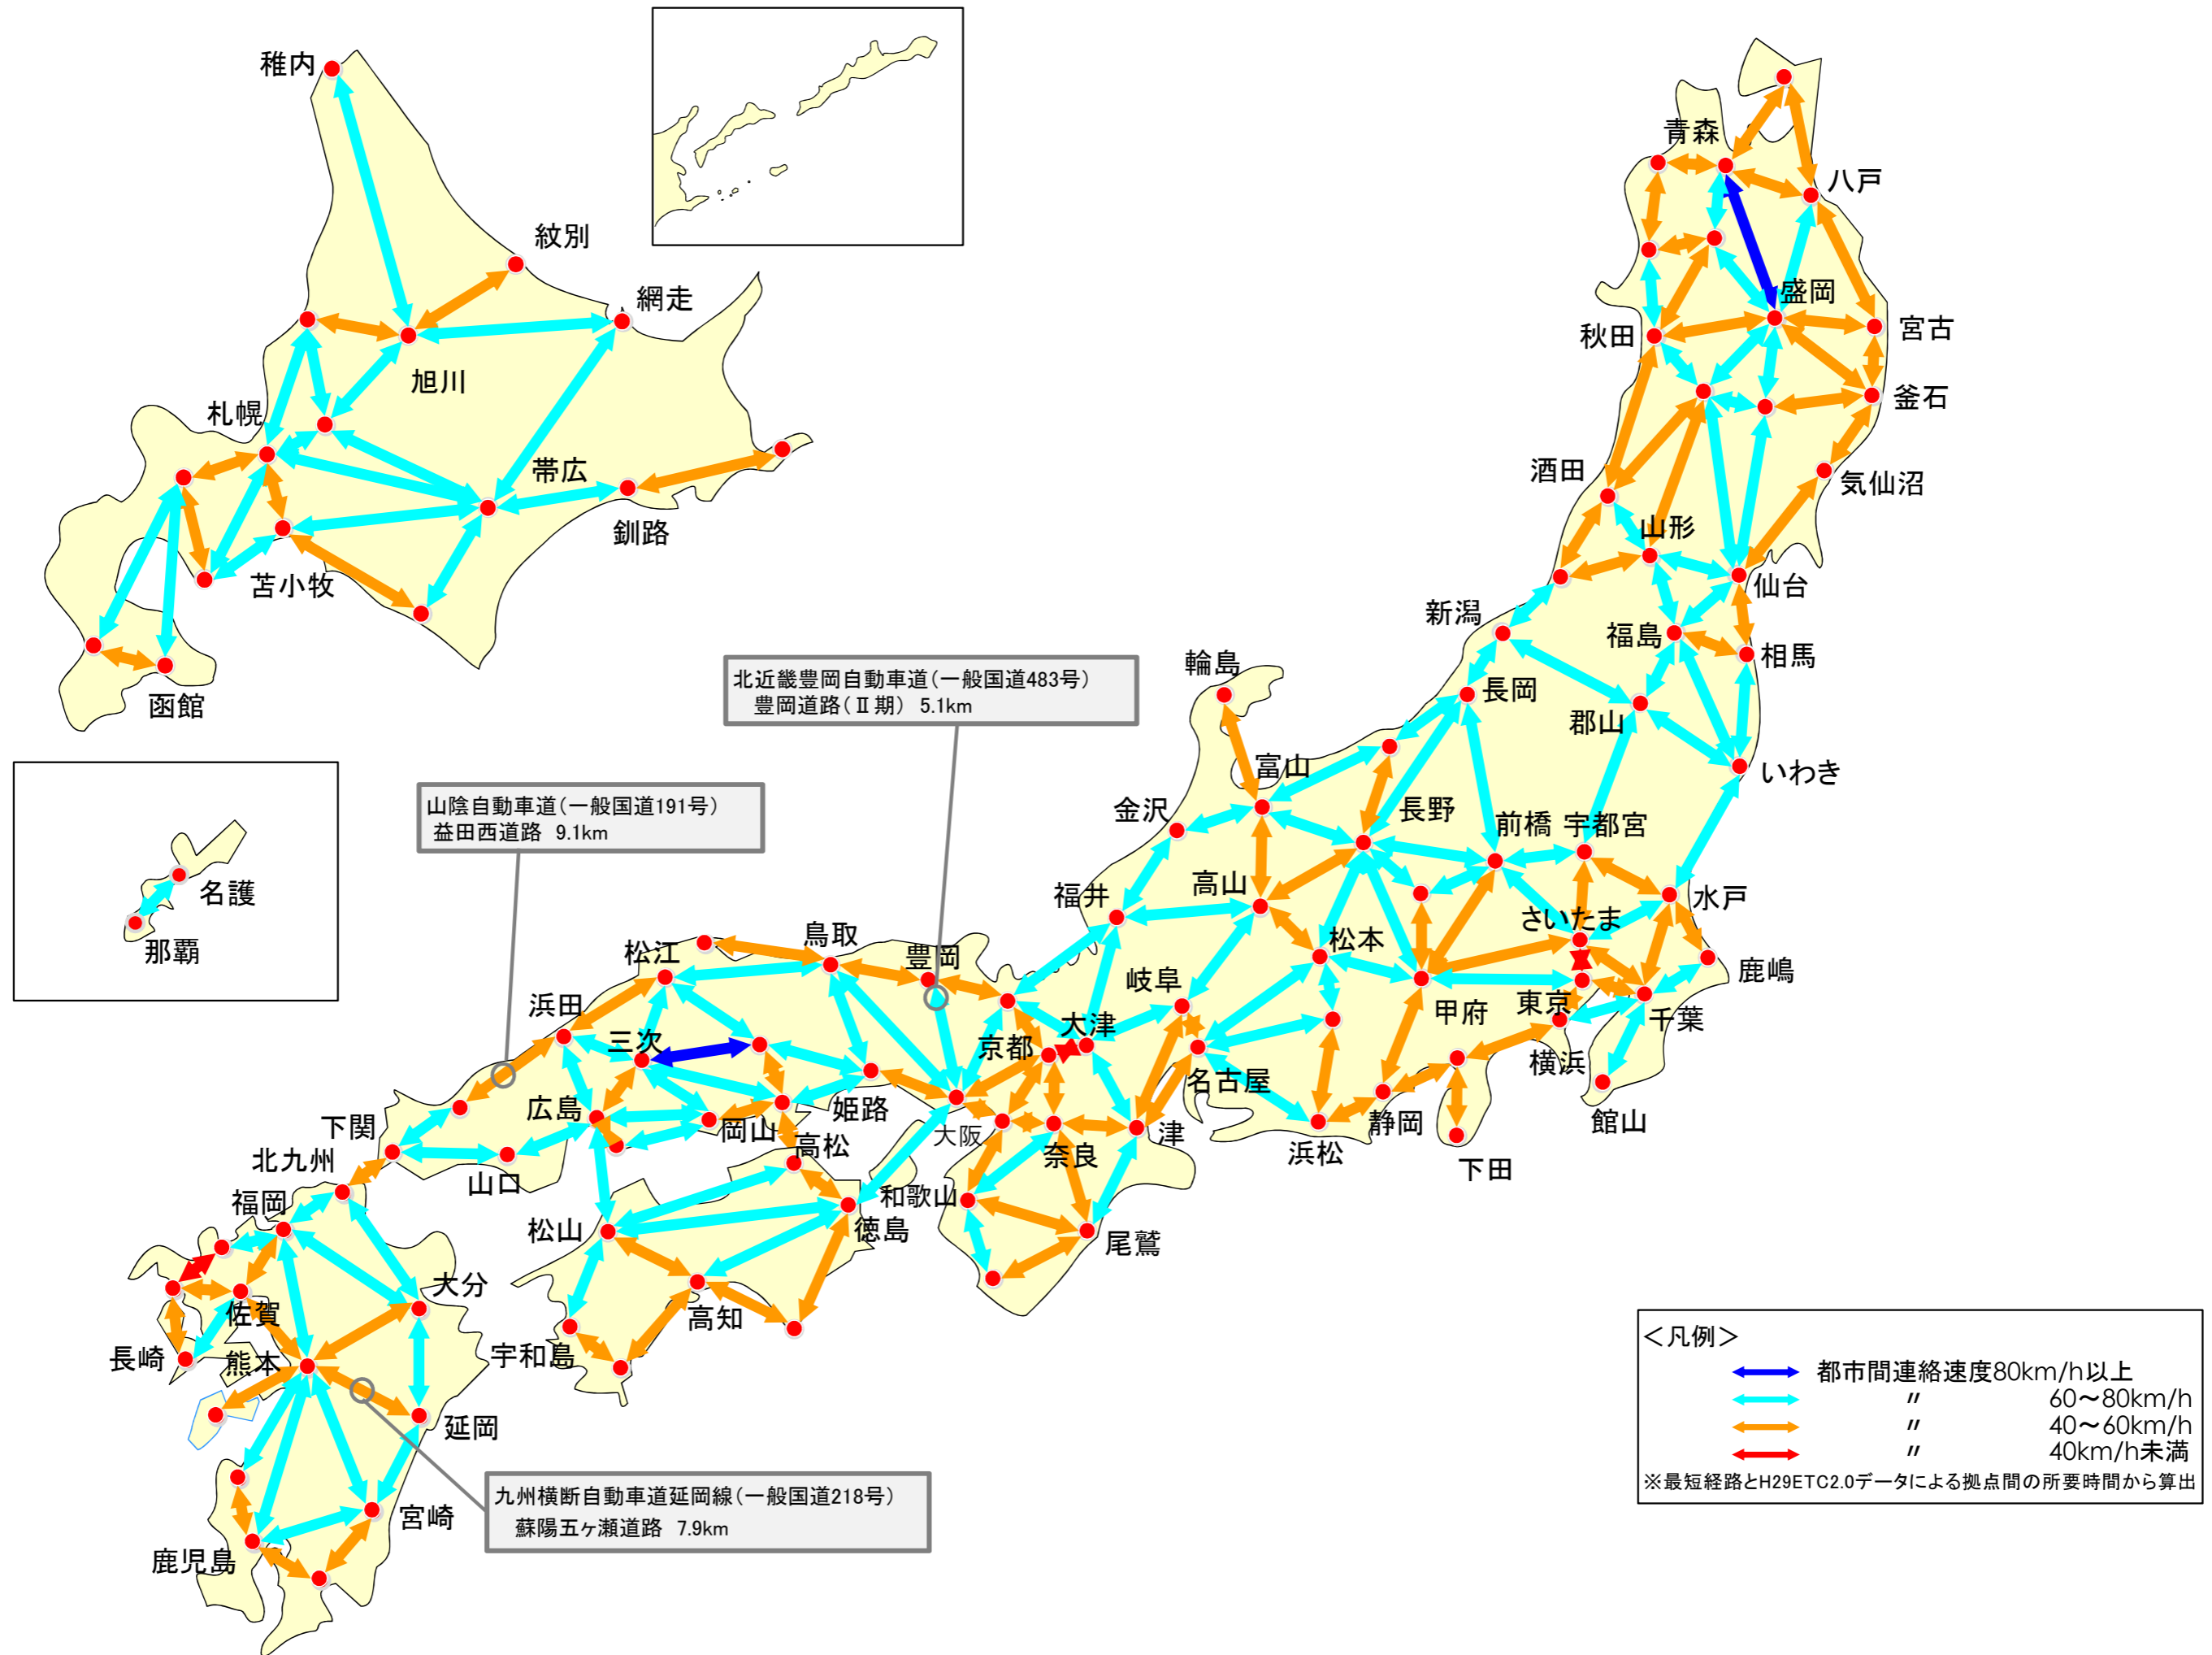 稚内
紋別
網走
旭川
札幌
帯広
釧路
苫小牧
函館
青森
八戸
盛岡
宮古
秋田
釜石
酒田
気仙沼
山形
仙台
新潟
福島
相馬
長岡
郡山
いわき
輪島
富山
金沢
長野
前橋
宇都宮
高山
福井
水戸
さいたま
松本
鹿嶋
岐阜
甲府
東京
千葉
大津
京都
名古屋
横浜
館山
静岡
浜松
下田
津
奈良
大阪
和歌山
尾鷲
鳥取
豊岡
松江
浜田
三次
姫路
広島
岡山
高松
下関
山口
北九州
福岡
松山
徳島
高知
宇和島
大分
佐賀
長崎
熊本
延岡
宮崎
鹿児島
名護
那覇
北近畿豊岡自動車道(一般国道483号)
豊岡道路(Ⅱ期) 5.1km
山陰自動車道(一般国道191号)
益田西道路 9.1km
九州横断自動車道延岡線(一般国道218号)
蘇陽五ヶ瀬道路 7.9km
<凡例>
都市間連絡速度80km/h以上
〃 60～80km/h
〃 40～60km/h
〃 40km/h未満
※最短経路とH29ETC2.0データによる拠点間の所要時間から算出